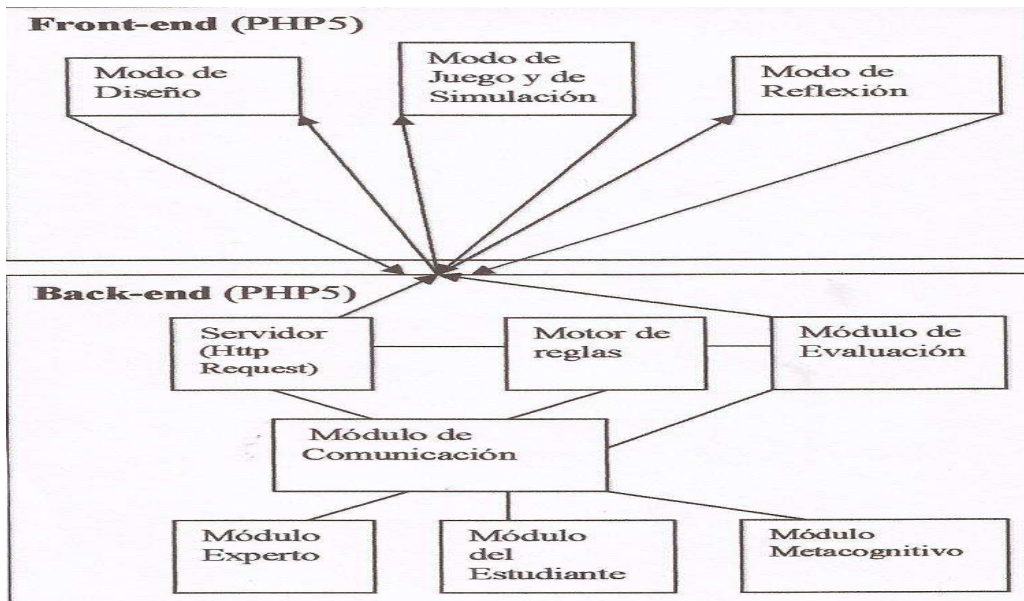 Front-end (PHP5)
Modo de
Diseño
Modo de
Juego y de
Simulación
Modo de
Reflexión
Back-end (PHP5)
Servidor
(Http
Request)
Motor de
reglas
Módulo de
Evaluación
Módulo de
Comunicación
Módulo
Experto
Módulo
del
Estudiante
Módulo
Metacognitivo